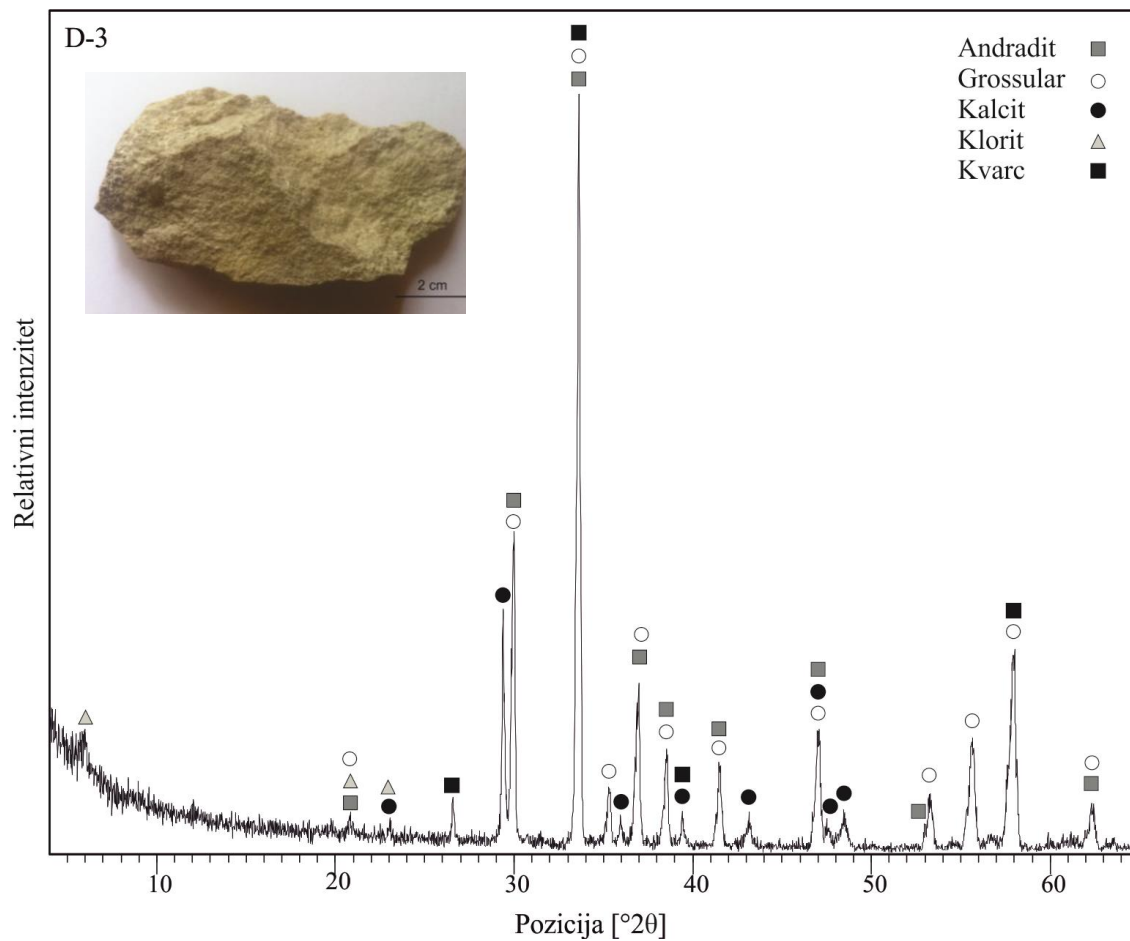 D-3
Andradit
Grossular
Kalcit
Klorit
Kvarc
2 cm
Relativni intenzitet
10 20 30 40 50 60
Pozicija [°2θ]